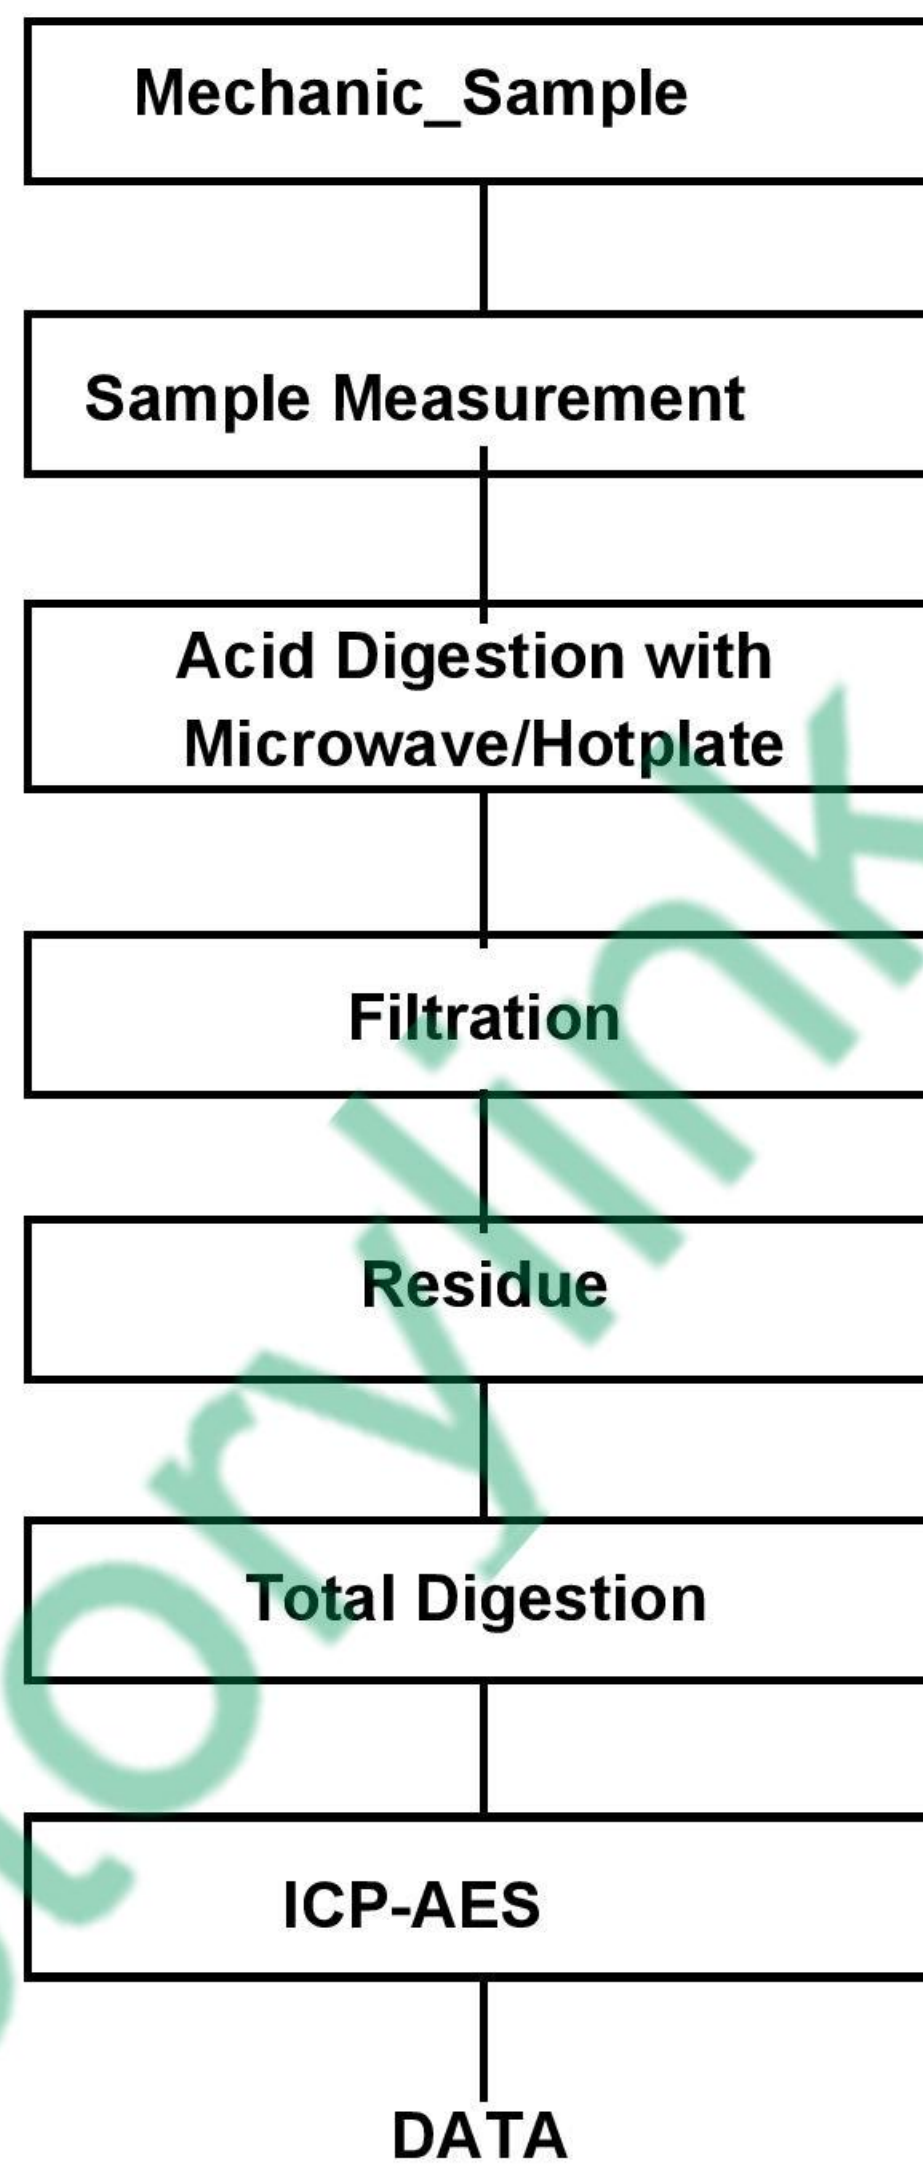 Mechanic_Sample
Sample Measurement
Acid Digestion with
Microwave/Hotplate
Filtration
Residue
Total Digestion
ICP-AES
DATA